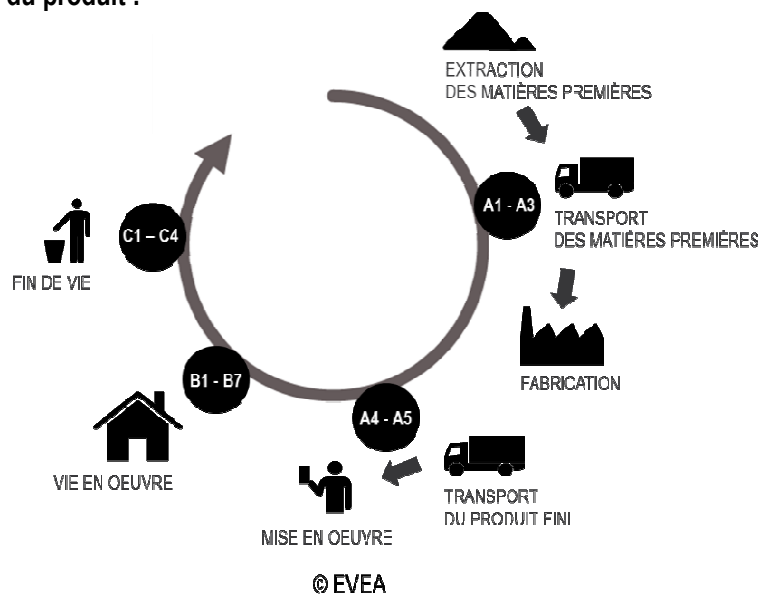 du produit :
EXTRACTION
DES MATIÈRES PREMIÈRES
A1 - A3
TRANSPORT
DES MATIÈRES PREMIÈRES
C1 – C4
FIN DE VIE
FABRICATION
B1 - B7
A4 - A5
VIE EN OEUVRE
TRANSPORT
DU PRODUIT FINI
MISE EN OEUVRE
© EVEA